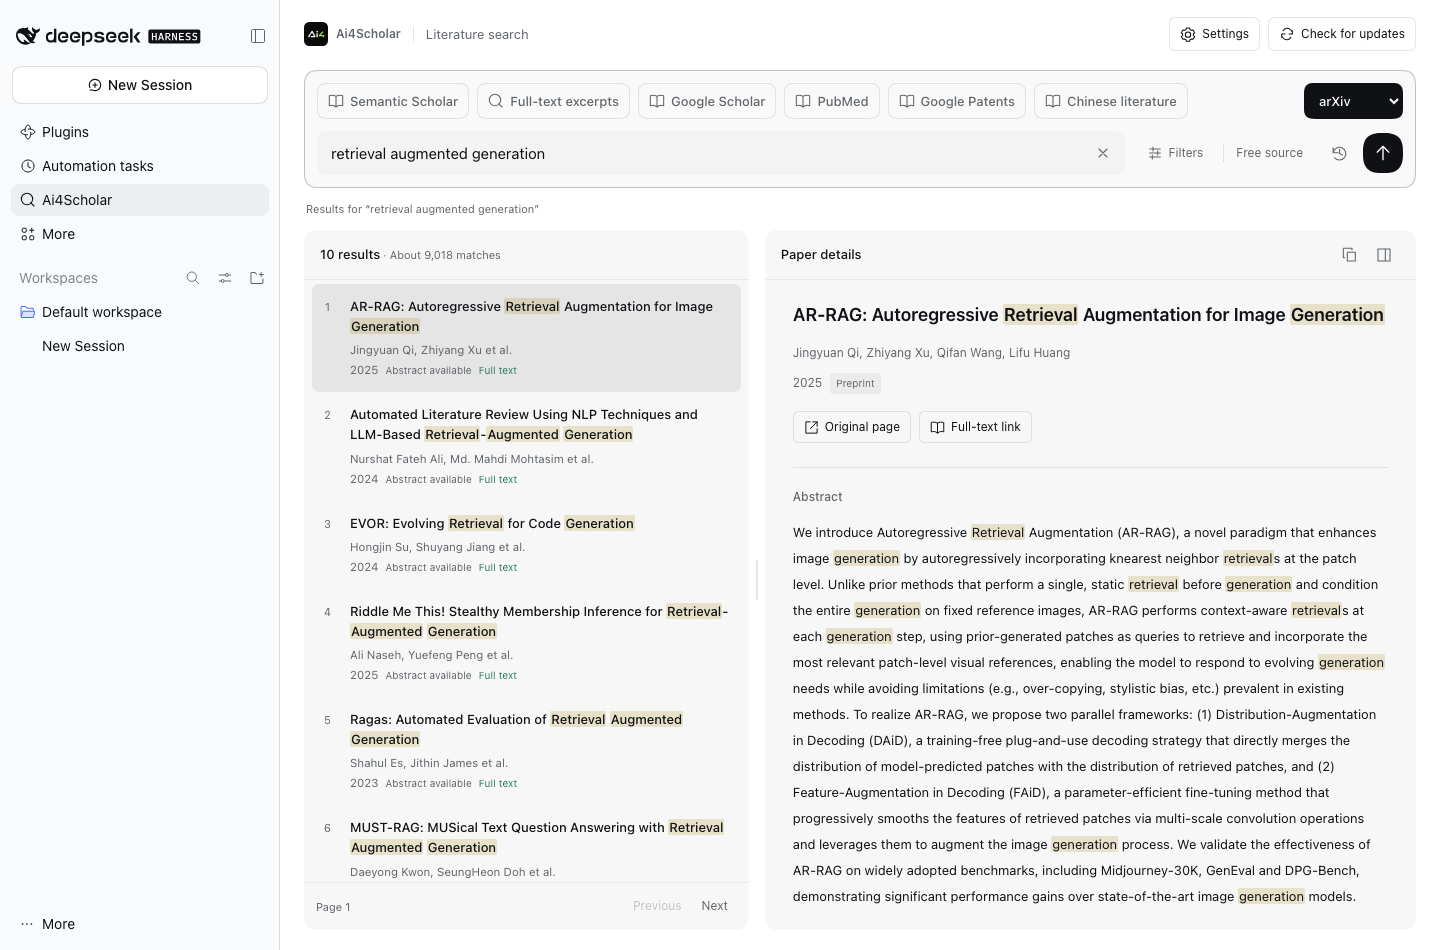 deepseek HARNESS
New Session
Plugins
Automation tasks
Ai4Scholar
More
Workspaces
Default workspace
New Session
More
Ai4 Ai4Scholar Literature search
Settings
Check for updates
Semantic Scholar
Full-text excerpts
Google Scholar
PubMed
Google Patents
Chinese literature
arXiv
retrieval augmented generation
Filters
Free source
Results for “retrieval augmented generation”
10 results · About 9,018 matches
1
AR-RAG: Autoregressive Retrieval Augmentation for Image
Generation
Jingyuan Qi, Zhiyang Xu et al.
2025 Abstract available Full text
2
Automated Literature Review Using NLP Techniques and
LLM-Based Retrieval-Augmented Generation
Nurshat Fateh Ali, Md. Mahdi Mohtasim et al.
2024 Abstract available Full text
3
EVOR: Evolving Retrieval for Code Generation
Hongjin Su, Shuyang Jiang et al.
2024 Abstract available Full text
4
Riddle Me This! Stealthy Membership Inference for Retrieval-
Augmented Generation
Ali Naseh, Yuefeng Peng et al.
2025 Abstract available Full text
5
Ragas: Automated Evaluation of Retrieval Augmented
Generation
Shahul Es, Jithin James et al.
2023 Abstract available Full text
6
MUST-RAG: MUSical Text Question Answering with Retrieval
Augmented Generation
Daeyong Kwon, SeungHeon Doh et al.
Page 1
Previous
Next
Paper details
AR-RAG: Autoregressive Retrieval Augmentation for Image Generation
Jingyuan Qi, Zhiyang Xu, Qifan Wang, Lifu Huang
2025 Preprint
Original page
Full-text link
Abstract
We introduce Autoregressive Retrieval Augmentation (AR-RAG), a novel paradigm that enhances
image generation by autoregressively incorporating knearest neighbor retrievals at the patch
level. Unlike prior methods that perform a single, static retrieval before generation and condition
the entire generation on fixed reference images, AR-RAG performs context-aware retrievals at
each generation step, using prior-generated patches as queries to retrieve and incorporate the
most relevant patch-level visual references, enabling the model to respond to evolving generation
needs while avoiding limitations (e.g., over-copying, stylistic bias, etc.) prevalent in existing
methods. To realize AR-RAG, we propose two parallel frameworks: (1) Distribution-Augmentation
in Decoding (DAiD), a training-free plug-and-use decoding strategy that directly merges the
distribution of model-predicted patches with the distribution of retrieved patches, and (2)
Feature-Augmentation in Decoding (FAiD), a parameter-efficient fine-tuning method that
progressively smooths the features of retrieved patches via multi-scale convolution operations
and leverages them to augment the image generation process. We validate the effectiveness of
AR-RAG on widely adopted benchmarks, including Midjourney-30K, GenEval and DPG-Bench,
demonstrating significant performance gains over state-of-the-art image generation models.